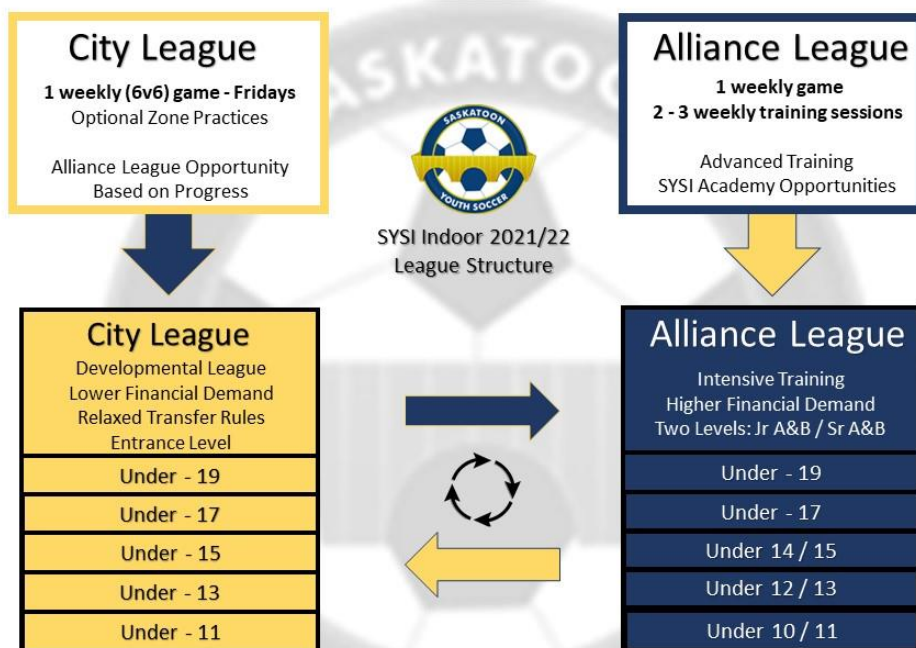 City League
1 weekly (6v6) game - Fridays
Optional Zone Practices
Alliance League Opportunity
Based on Progress
Alliance League
1 weekly game
2 - 3 weekly training sessions
Advanced Training
SYSI Academy Opportunities
SASKATOON
YOUTH SOCCER
SYSI Indoor 2021/22
League Structure
City League
Developmental League
Lower Financial Demand
Relaxed Transfer Rules
Entrance Level
Under - 19
Under - 17
Under - 15
Under - 13
Under - 11
Alliance League
Intensive Training
Higher Financial Demand
Two Levels: Jr A&B / Sr A&B
Under - 19
Under - 17
Under 14 / 15
Under 12 / 13
Under 10 / 11
SASKATOO